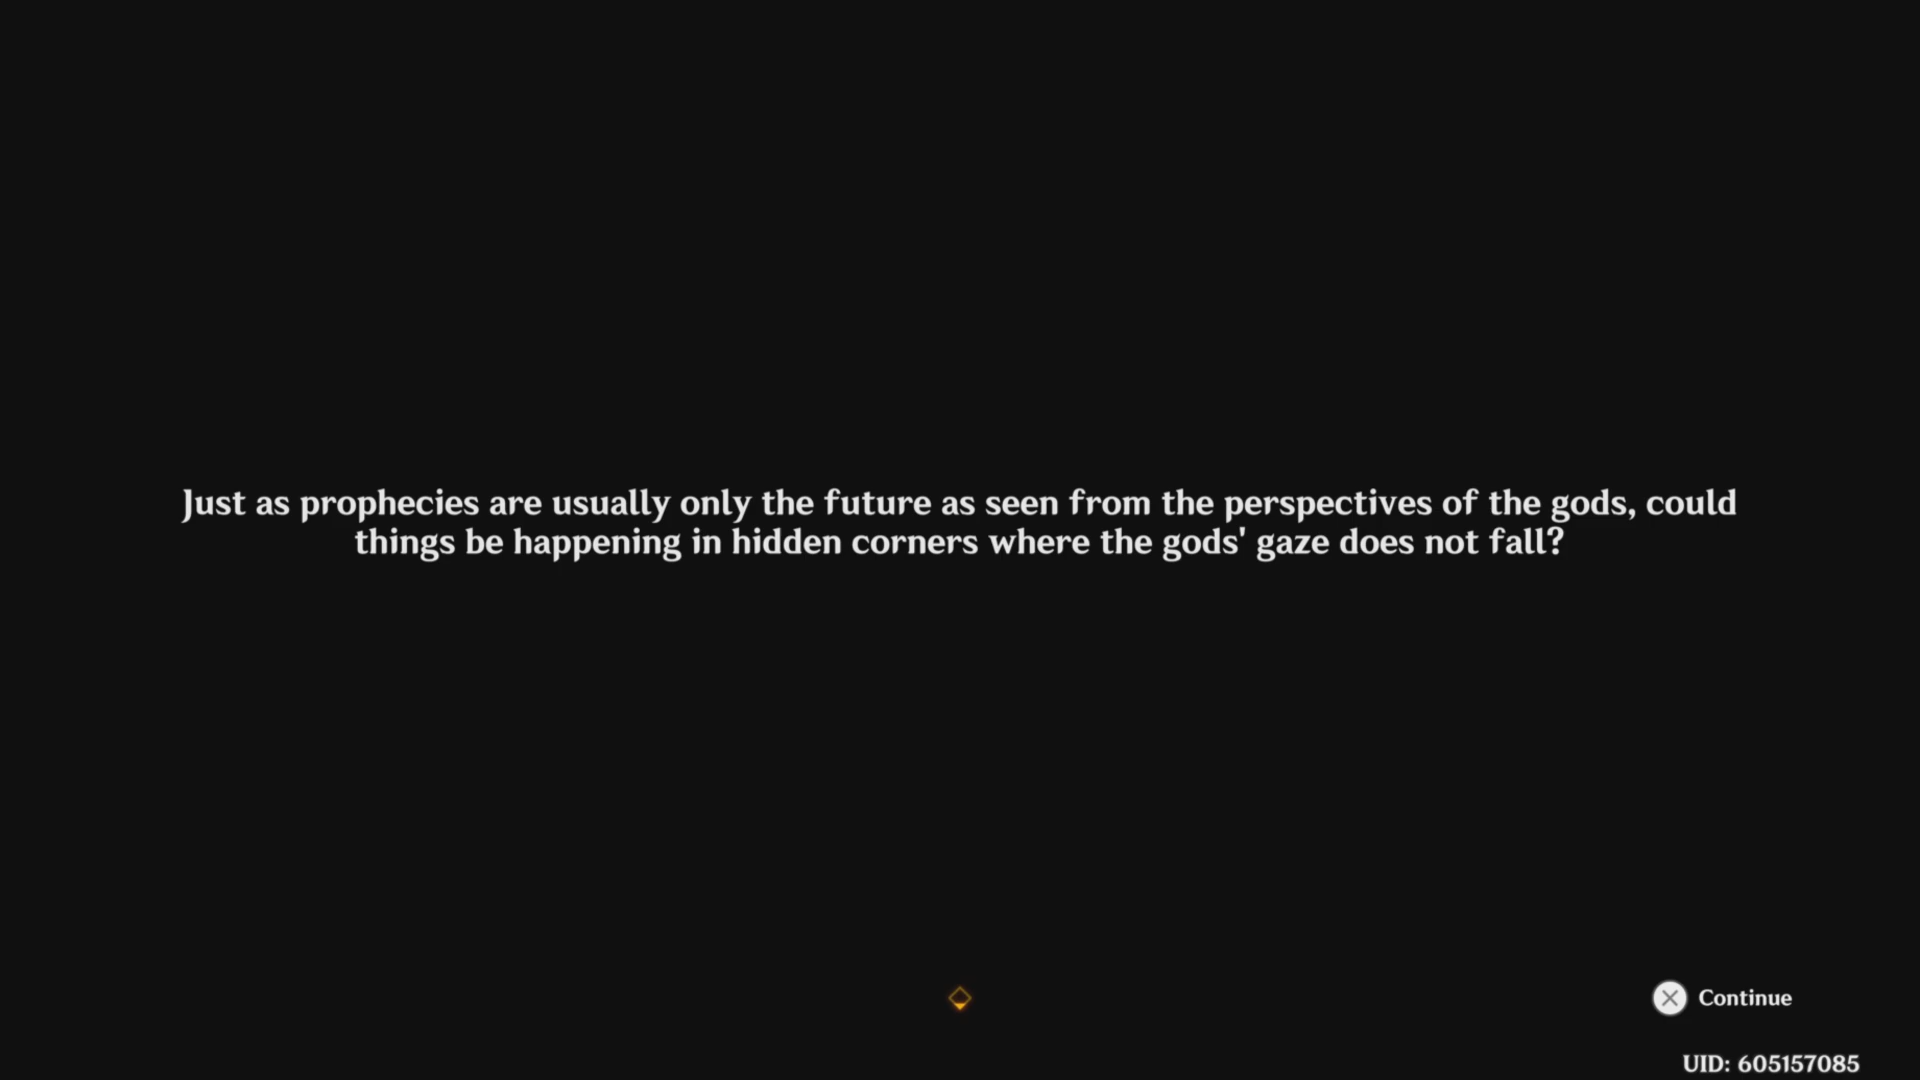 Just as prophecies are usually only the future as seen from the perspectives of the gods, could
things be happening in hidden corners where the gods' gaze does not fall?
Continue
UID: 605157085